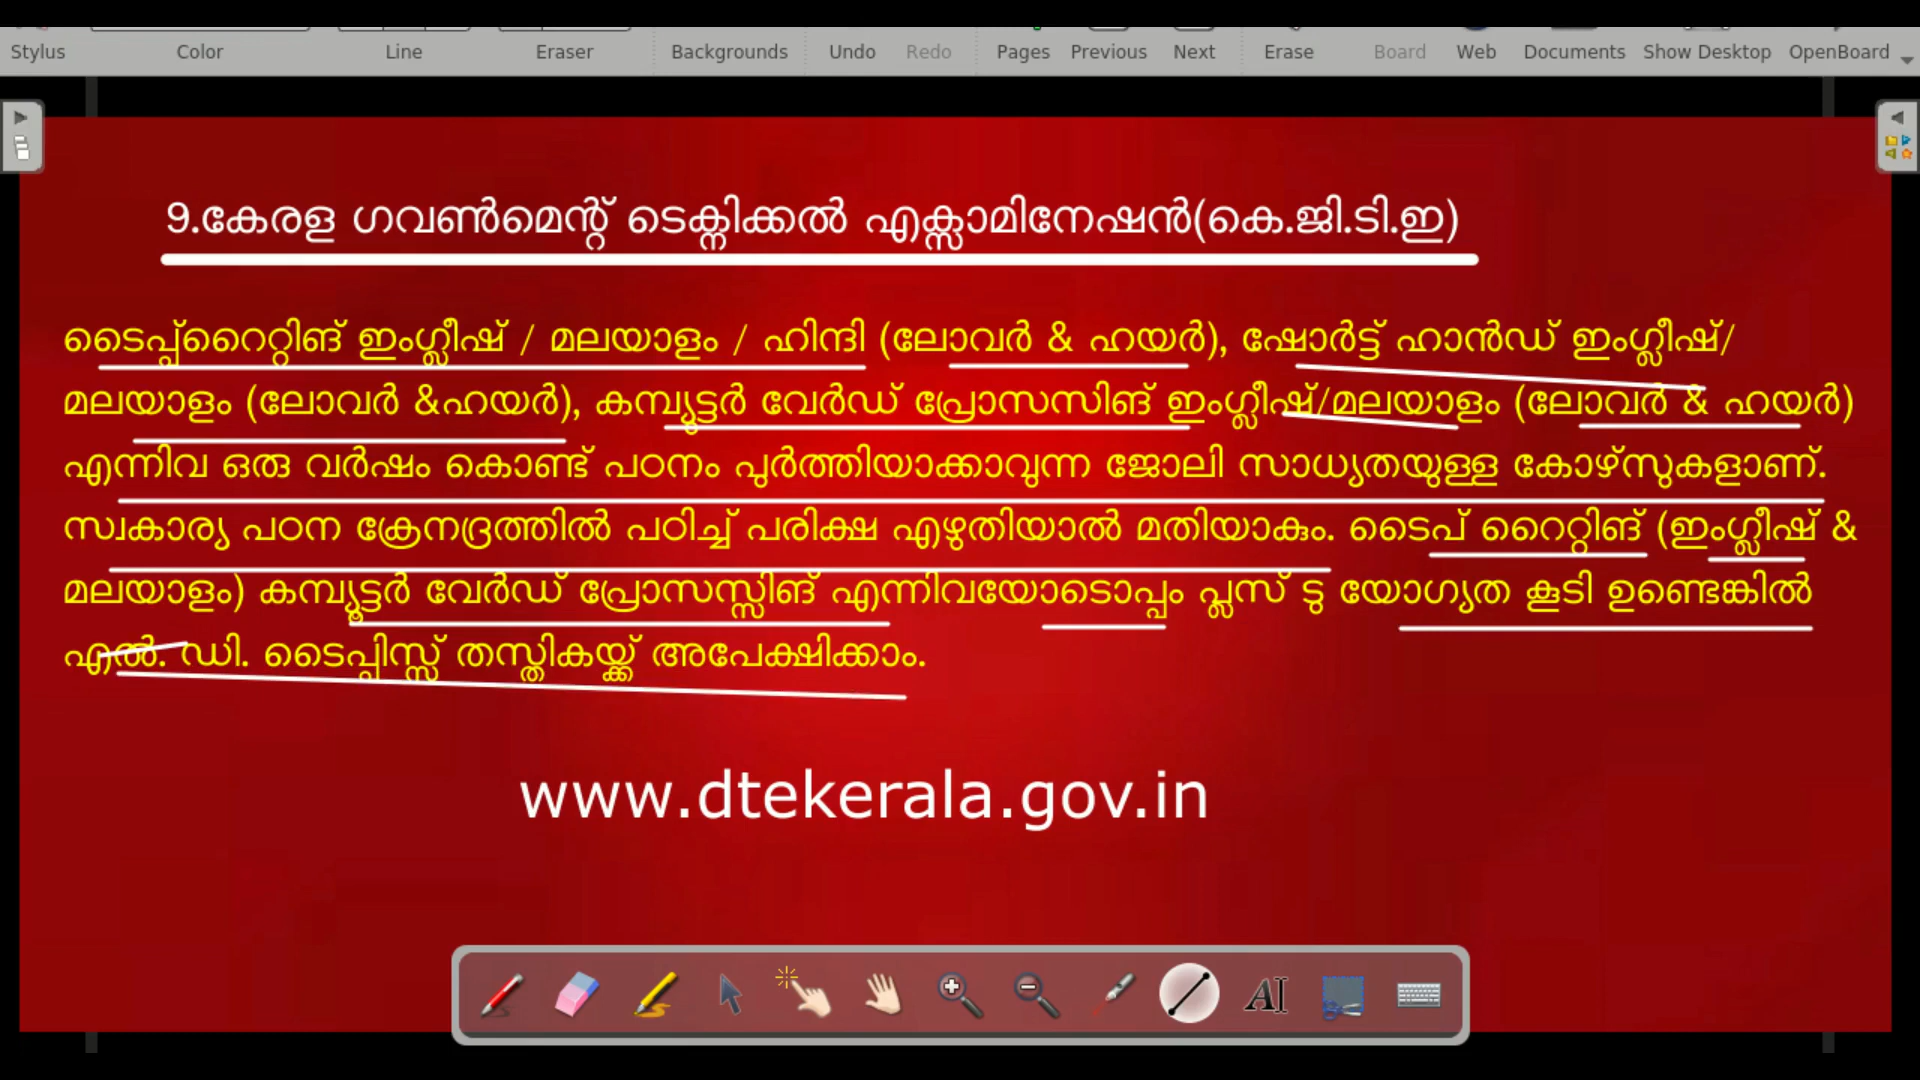 Stylus Color Line Eraser Backgrounds Undo Redo Pages Previous Next Erase Board Web Documents Show Desktop OpenBoard
9.കേരള ഗവൺമെന്റ് ടെക്നിക്കൽ എക്സാമിനേഷൻ(കെ.ജി.ടി.ഇ)
ടൈപ്പ്റൈറ്റിങ് ഇംഗ്ലീഷ് / മലയാളം / ഹിന്ദി (ലോവർ & ഹയർ), ഷോർട്ട് ഹാൻഡ് ഇംഗ്ലീഷ്/
മലയാളം (ലോവർ &ഹയർ), കമ്പ്യുട്ടർ വേർഡ് പ്രോസസിങ് ഇംഗ്ലീഷ്/മലയാളം (ലോവർ & ഹയർ)
എന്നിവ ഒരു വർഷം കൊണ്ട് പഠനം പുർത്തിയാക്കാവുന്ന ജോലി സാധ്യതയുള്ള കോഴ്സുകളാണ്.
സ്വകാര്യ പഠന ക്രേനദ്രത്തിൽ പഠിച്ച് പരിക്ഷ എഴുതിയാൽ മതിയാകും. ടൈപ് റൈറ്റിങ് (ഇംഗ്ലീഷ് &
മലയാളം) കമ്പ്യൂട്ടർ വേർഡ് പ്രോസസ്സിങ് എന്നിവയോടൊപ്പം പ്ലസ് ടു യോഗ്യത കൂടി ഉണ്ടെങ്കിൽ
എൽ. ഡി. ടൈപ്പിസ്സ് തസ്തികയ്ക്ക് അപേക്ഷിക്കാം.
www.dtekerala.gov.in
AI